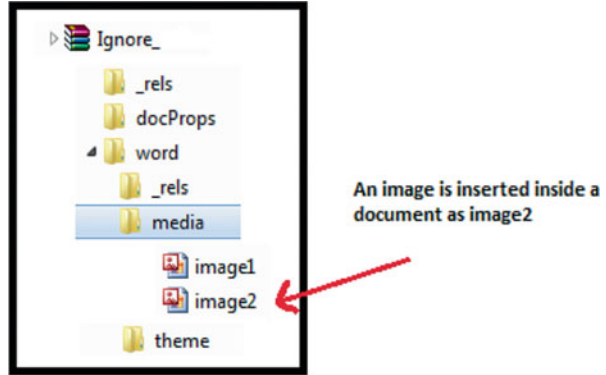 Ignore_
_rels
docProps
word
_rels
media
image1
image2
theme
An image is inserted inside a
document as image2